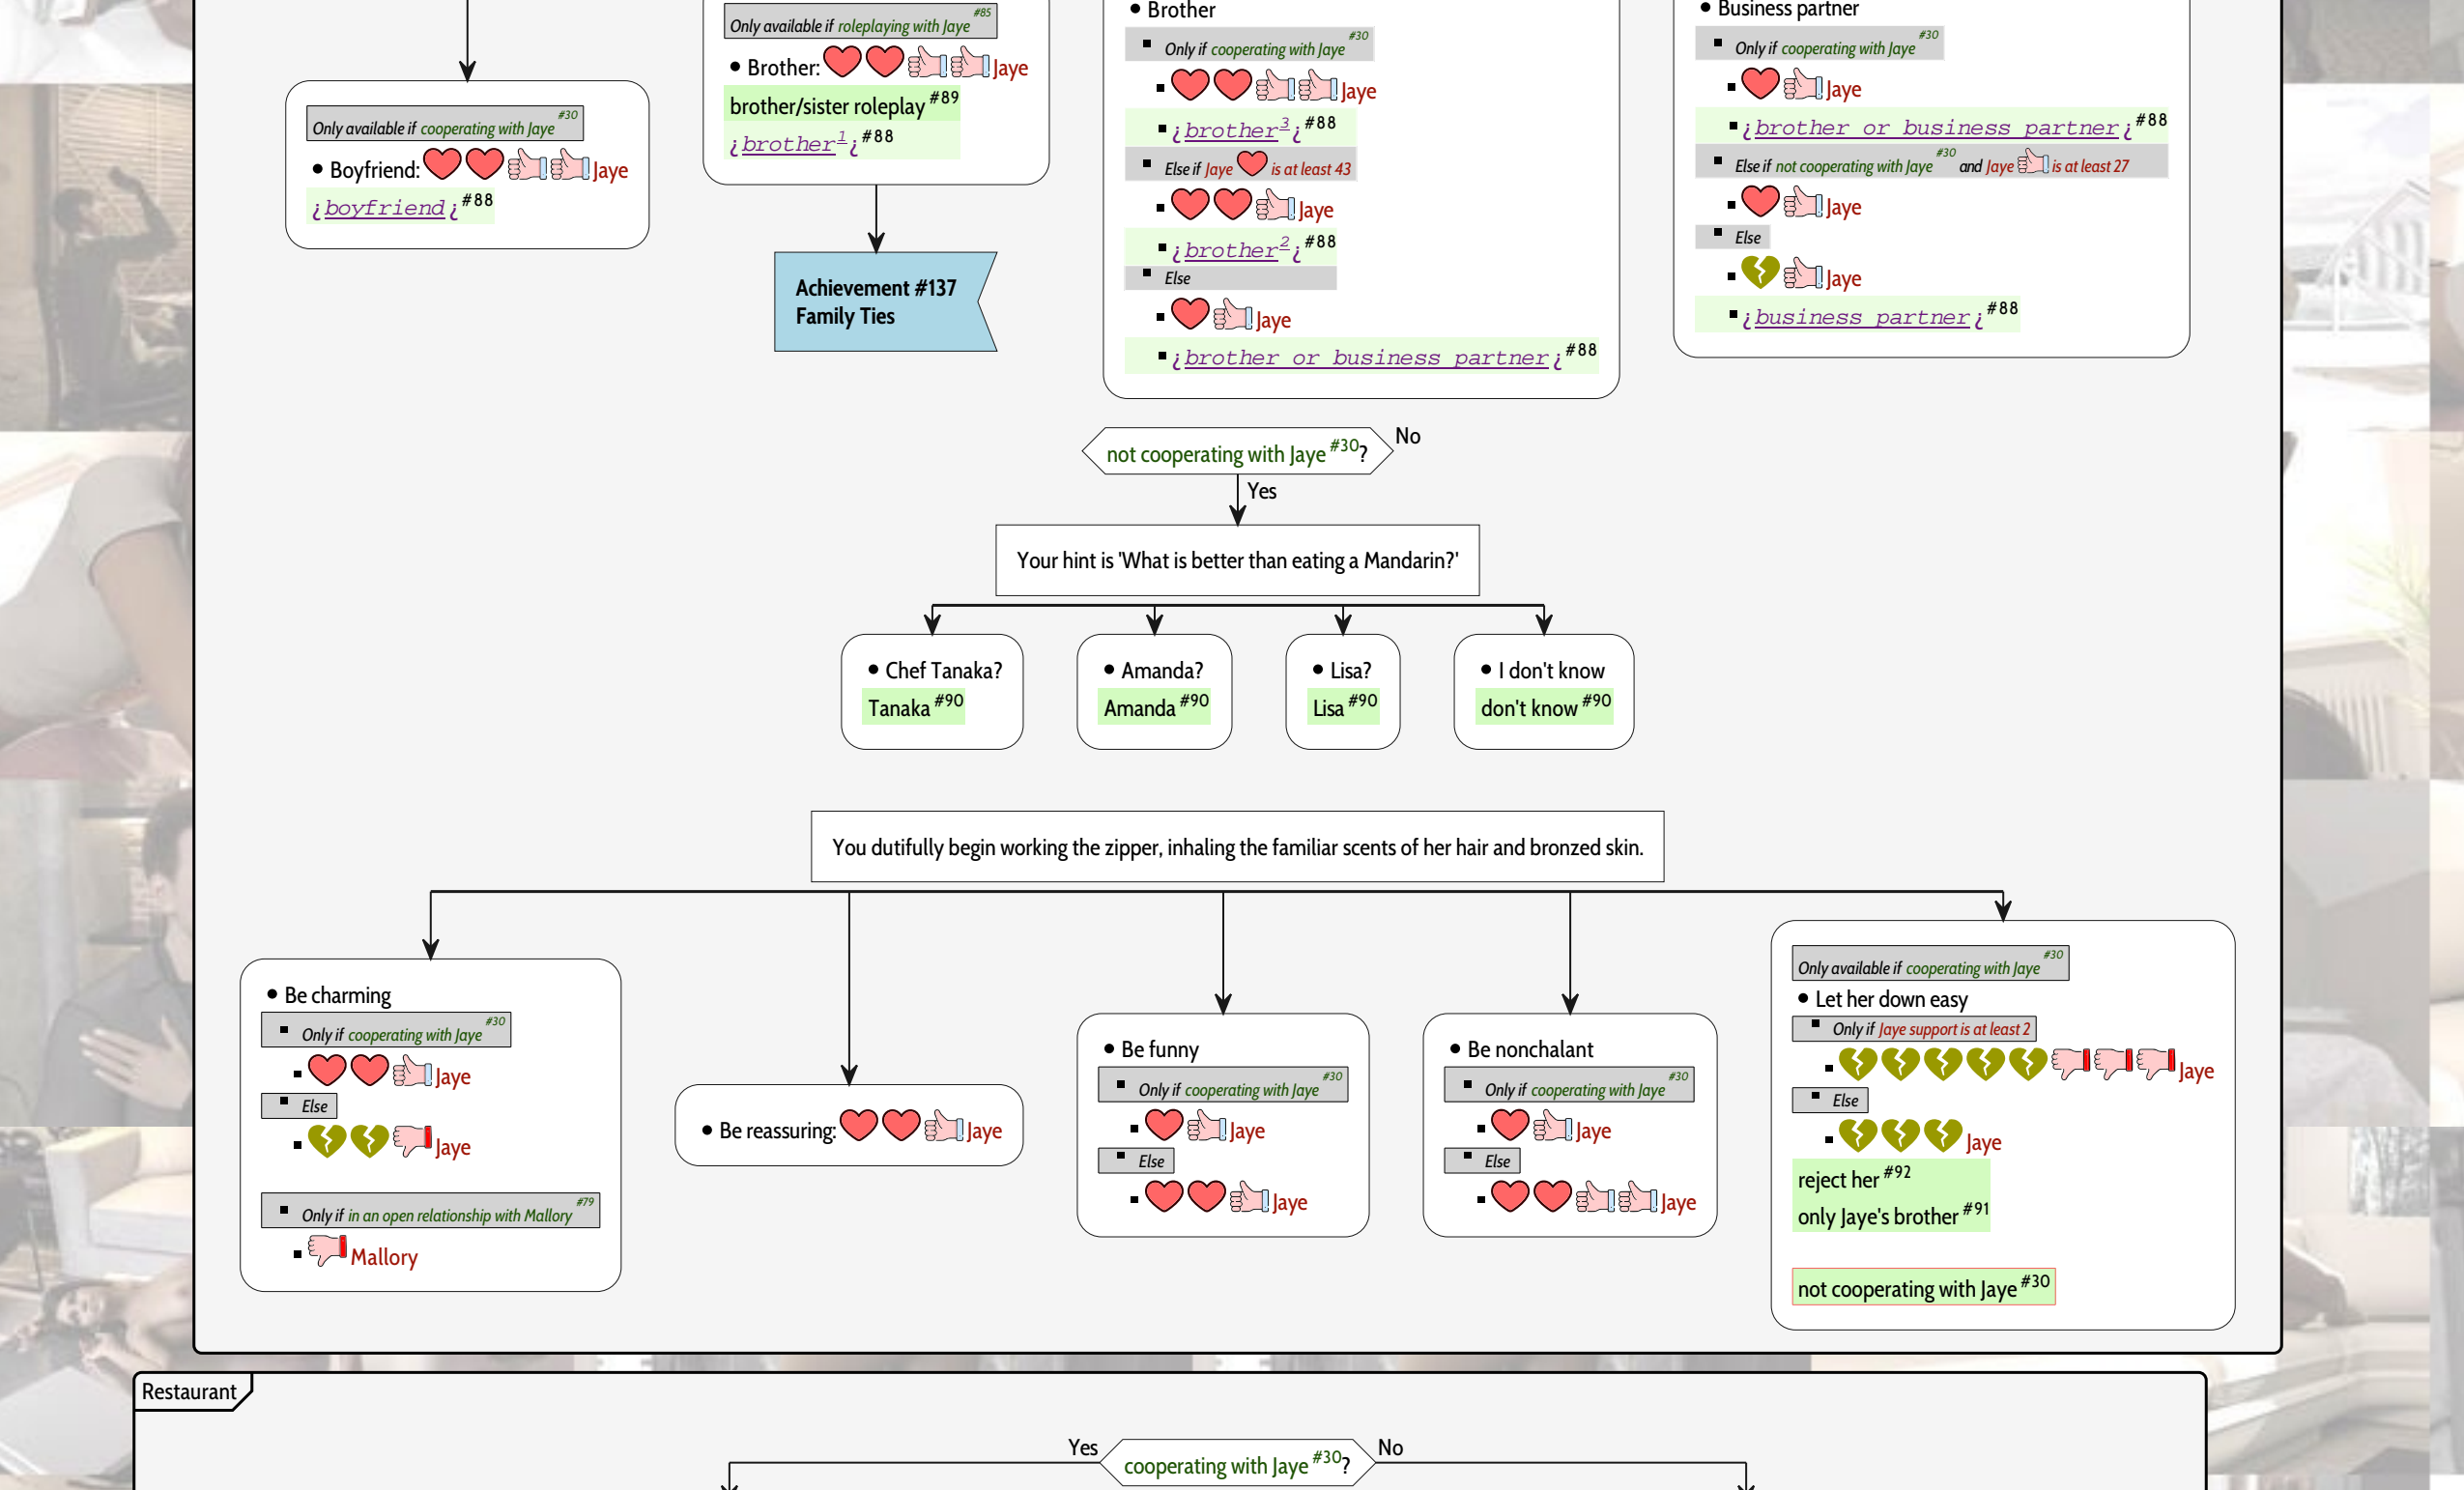 Only available if cooperating with Jaye #30
Boyfriend: Jaye
¿boyfriend¿ #88
Only available if roleplaying with Jaye #85
Brother: Jaye
brother/sister roleplay #89
¿brother1¿ #88
Achievement #137
Family Ties
Brother
Only if cooperating with Jaye #30
Jaye
¿brother3¿ #88
Else if Jaye is at least 43
Jaye
¿brother2¿ #88
Else
Jaye
¿brother or business partner¿ #88
Business partner
Only if cooperating with Jaye #30
Jaye
¿brother or business partner¿ #88
Else if not cooperating with Jaye #30 and Jaye is at least 27
Jaye
Else
Jaye
¿business partner¿ #88
not cooperating with Jaye #30?
No
Yes
Your hint is 'What is better than eating a Mandarin?'
Chef Tanaka?
Tanaka #90
Amanda?
Amanda #90
Lisa?
Lisa #90
I don't know
don't know #90
You dutifully begin working the zipper, inhaling the familiar scents of her hair and bronzed skin.
Be charming
Only if cooperating with Jaye #30
Jaye
Else
Jaye
Only if in an open relationship with Mallory #79
Mallory
Be reassuring: Jaye
Be funny
Only if cooperating with Jaye #30
Jaye
Else
Jaye
Be nonchalant
Only if cooperating with Jaye #30
Jaye
Else
Jaye
Only available if cooperating with Jaye #30
Let her down easy
Only if Jaye support is at least 2
Jaye
Else
Jaye
reject her #92
only Jaye's brother #91
not cooperating with Jaye #30
Restaurant
Yes
cooperating with Jaye #30?
No